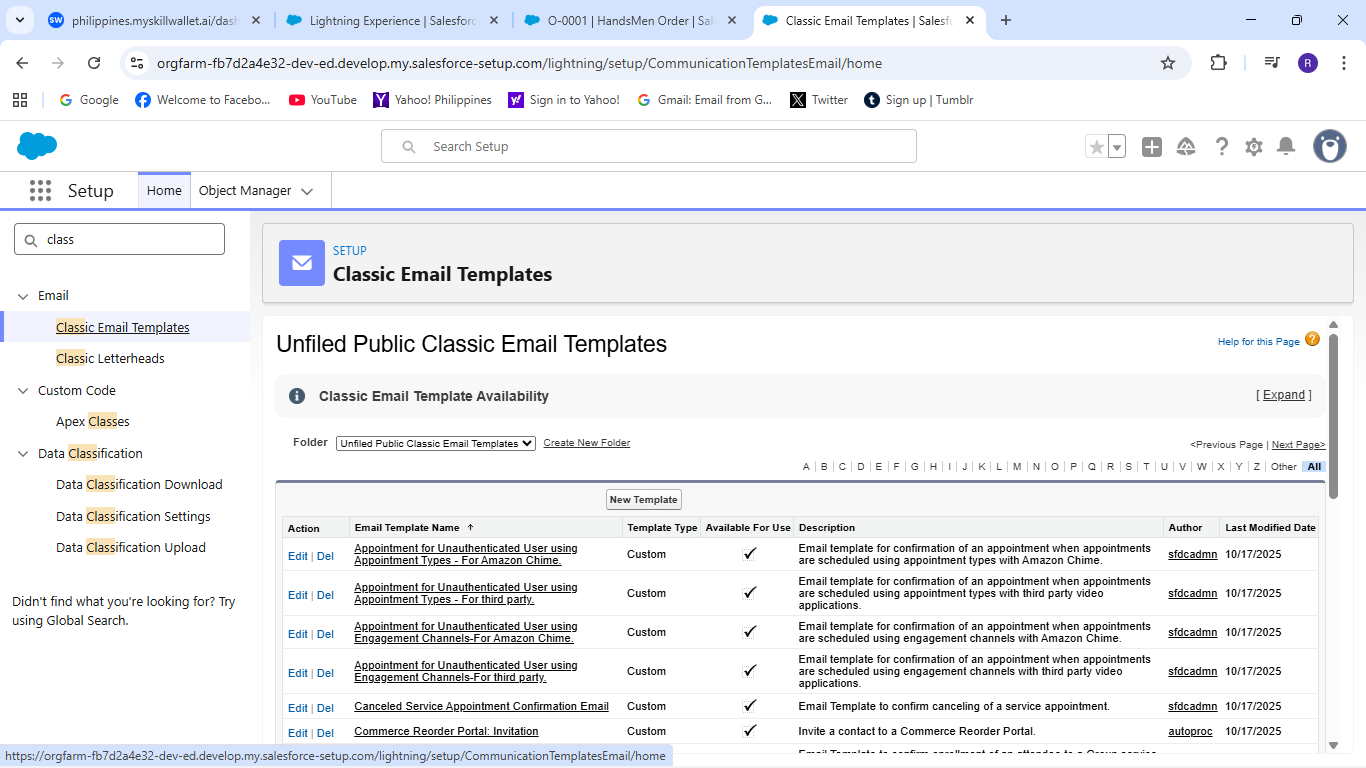 philippines.myskillwallet.ai/dash
Lightning Experience | Salesforce
O-0001 | HandsMen Order | Sal
Classic Email Templates | Salesf
orgfarm-fb7d2a4e32-dev-ed.develop.my.salesforce-setup.com/lightning/setup/CommunicationTemplatesEmail/home
R
Google
Welcome to Facebo...
YouTube
Yahoo! Philippines
Sign in to Yahoo!
Gmail: Email from G...
Twitter
Sign up | Tumblr
Search Setup
Setup
Home
Object Manager
class
Email
Classic Email Templates
Classic Letterheads
Custom Code
Apex Classes
Data Classification
Data Classification Download
Data Classification Settings
Data Classification Upload
Didn't find what you're looking for? Try
using Global Search.
SETUP
Classic Email Templates
Unfiled Public Classic Email Templates
Help for this Page
Classic Email Template Availability
[ Expand ]
Folder Unfiled Public Classic Email Templates Create New Folder
<Previous Page | Next Page>
A | B | C | D | E | F | G | H | I | J | K | L | M | N | O | P | Q | R | S | T | U | V | W | X | Y | Z | Other | All
New Template
Action Email Template Name Template Type Available For Use Description Author Last Modified Date
Edit | Del Appointment for Unauthenticated User using
Appointment Types - For Amazon Chime. Custom Email template for confirmation of an appointment when appointments
are scheduled using appointment types with Amazon Chime. sfdcadmn 10/17/2025
Edit | Del Appointment for Unauthenticated User using
Appointment Types - For third party. Custom Email template for confirmation of an appointment when appointments
are scheduled using appointment types with third party video
applications. sfdcadmn 10/17/2025
Edit | Del Appointment for Unauthenticated User using
Engagement Channels-For Amazon Chime. Custom Email template for confirmation of an appointment when appointments
are scheduled using engagement channels with Amazon Chime. sfdcadmn 10/17/2025
Edit | Del Appointment for Unauthenticated User using
Engagement Channels-For third party. Custom Email template for confirmation of an appointment when appointments
are scheduled using engagement channels with third party video
applications. sfdcadmn 10/17/2025
Edit | Del Canceled Service Appointment Confirmation Email Custom Email Template to confirm canceling of a service appointment. sfdcadmn 10/17/2025
Edit | Del Commerce Reorder Portal: Invitation Custom Invite a contact to a Commerce Reorder Portal. autoproc 10/17/2025
Email Template to confirm enrollment of an attendee to a Group service
https://orgfarm-fb7d2a4e32-dev-ed.develop.my.salesforce-setup.com/lightning/setup/CommunicationTemplatesEmail/home